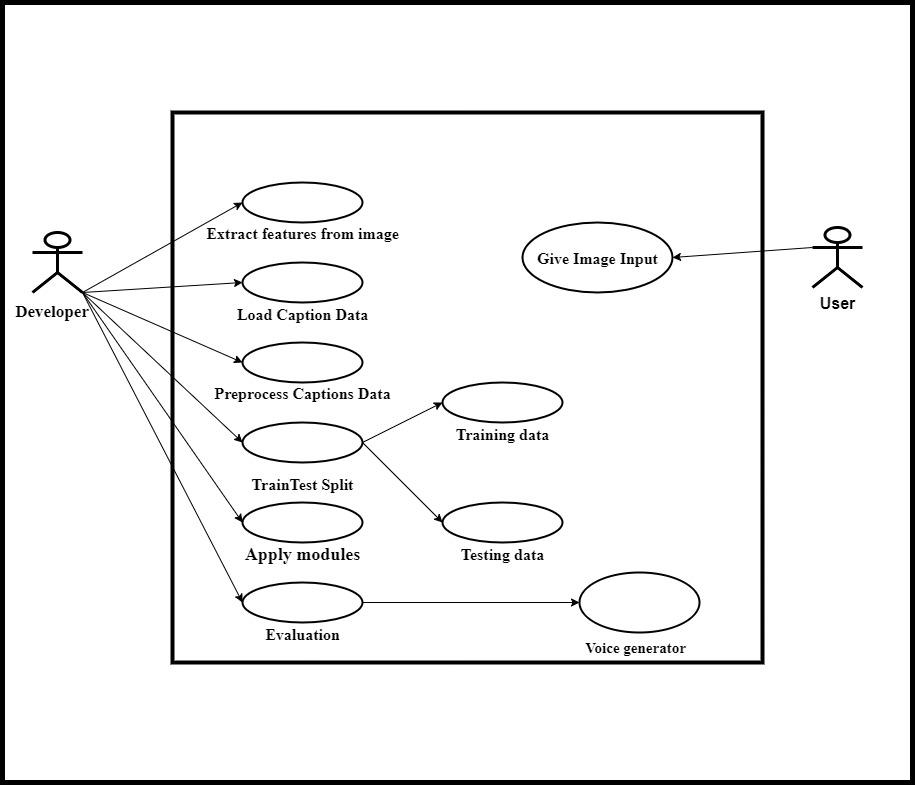 Extract features from image
Give Image Input
Developer
User
Load Caption Data
Preprocess Captions Data
Training data
TrainTest Split
Apply modules
Testing data
Evaluation
Voice generator